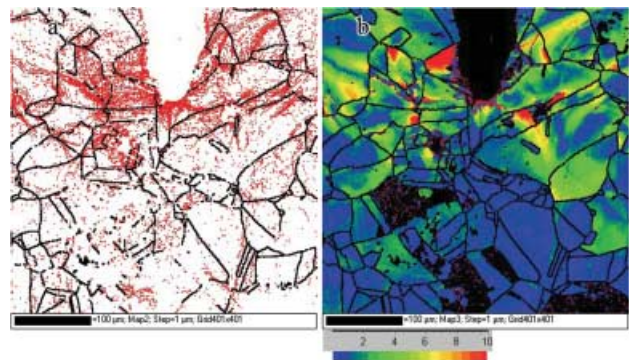 a
b
=100 µm; Map2; Step=1 µm; Grid401x401
=100 µm; Map3; Step=1 µm; Grid401x401
2 4 6 8 10